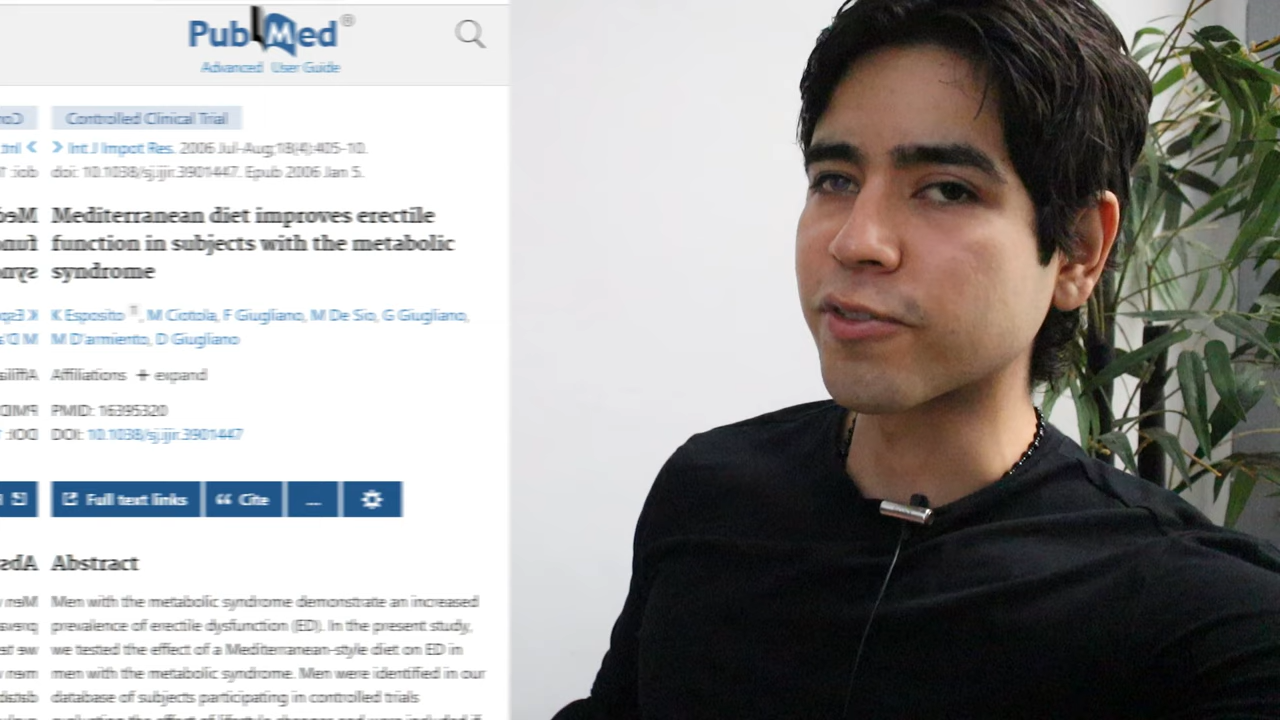 PubMed®
Advanced User Guide
Controlled Clinical Trial
Int J Impot Res. 2006 Jul-Aug;18(4):405-10.
doi: 10.1038/sj.ijir.3901447. Epub 2006 Jan 5.
Mediterranean diet improves erectile
function in subjects with the metabolic
syndrome
K Esposito 1, M Ciotola, F Giugliano, M De Sio, G Giugliano,
M D'armiento, D Giugliano
Affiliations + expand
PMID: 16395320
DOI: 10.1038/sj.ijir.3901447
Full text links
Cite
...
Abstract
Men with the metabolic syndrome demonstrate an increased
prevalence of erectile dysfunction (ED). In the present study,
we tested the effect of a Mediterranean-style diet on ED in
men with the metabolic syndrome. Men were identified in our
database of subjects participating in controlled trials